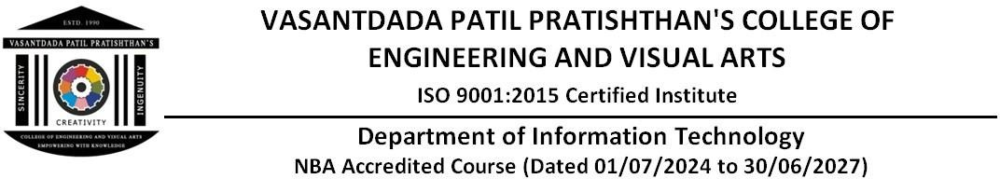 ESTD. 1990
VASANTDADA PATIL PRATISHTHAN'S
SINCERITY
INGENUITY
CREATIVITY
COLLEGE OF ENGINEERING AND VISUAL ARTS
EMPOWERING WITH KNOWLEDGE
VASANTDADA PATIL PRATISHTHAN'S COLLEGE OF
ENGINEERING AND VISUAL ARTS
ISO 9001:2015 Certified Institute
Department of Information Technology
NBA Accredited Course (Dated 01/07/2024 to 30/06/2027)